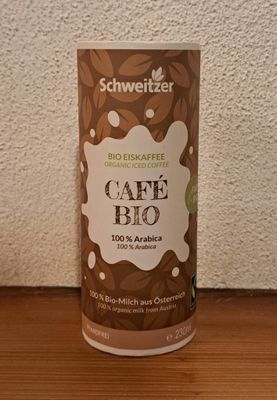 Schweitzer
BIO EISKAFFEE
ORGANIC ICED COFFEE
CAFÉ
BIO
100 % Arabica
100 % Arabica
100 % Bio-Milch aus Österreich
100 % organic milk from Austria
PFANDFREI
230ml